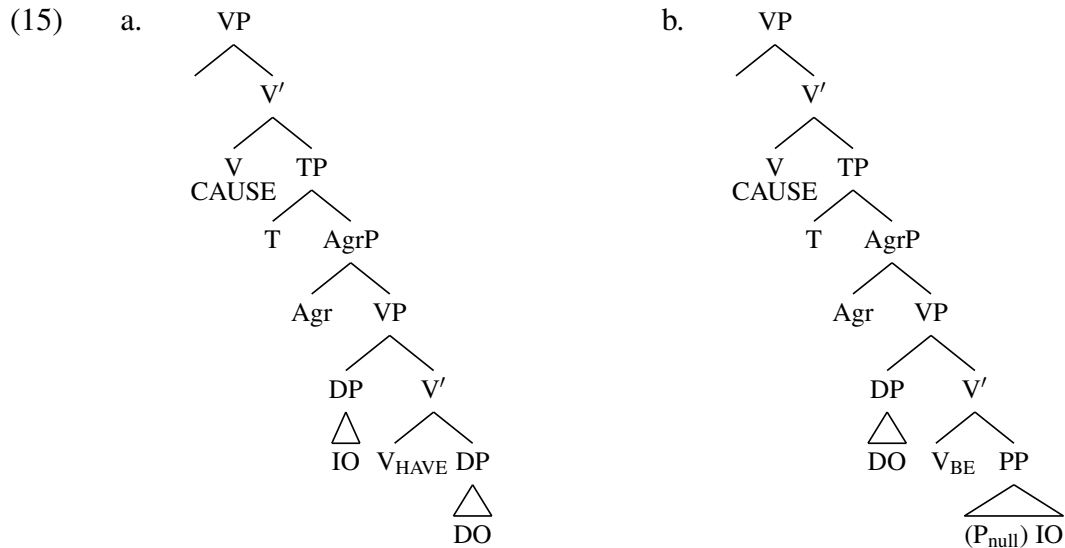 (15) a. VP b. VP
V′ V′
V TP V TP
CAUSE CAUSE
T AgrP T AgrP
Agr VP Agr VP
DP V′ DP V′
IO V_HAVE DP DO V_BE PP
DO (P_null) IO